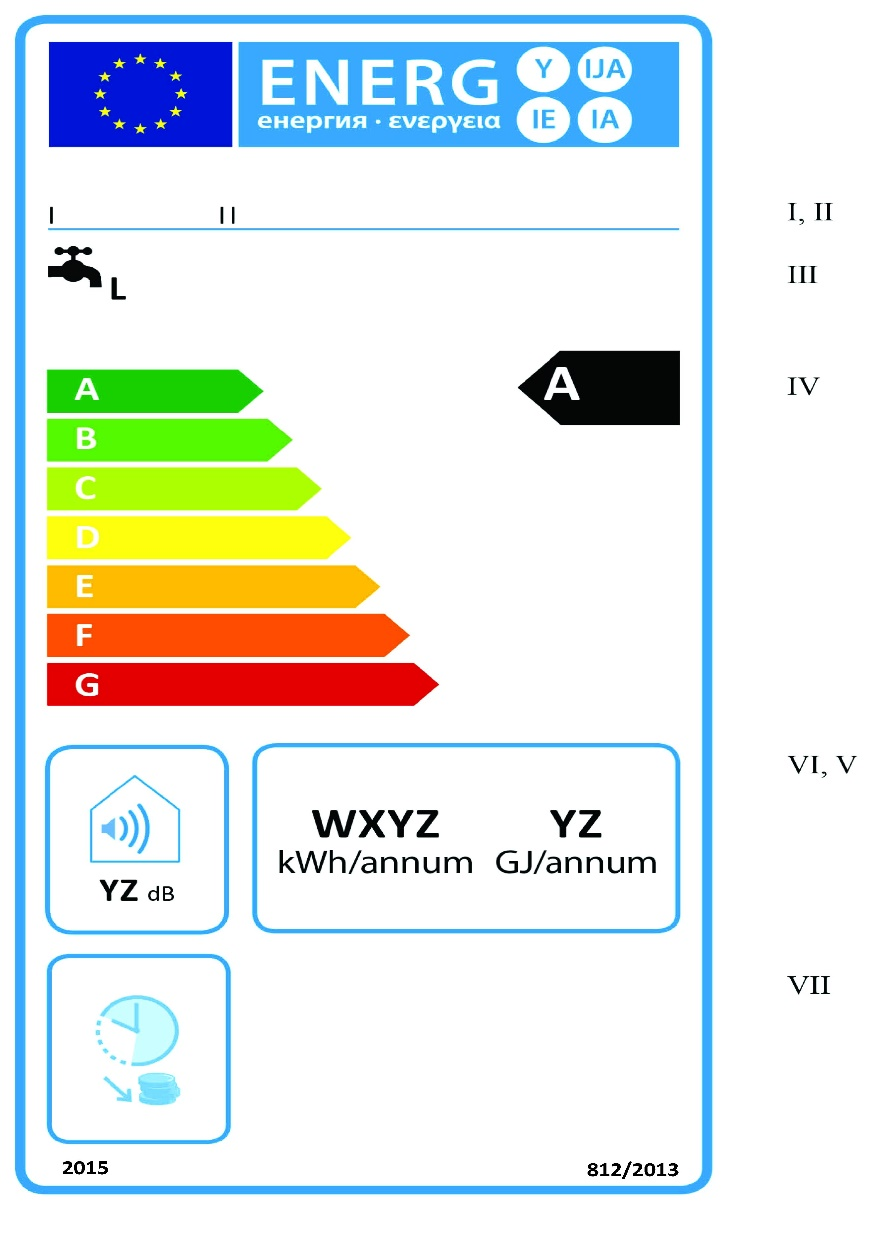 ENERG Y IJA
енергия · ενεργεια IE IA
I II I, II
III
L
A IV
A
B
C
D
E
F
G
VI, V
WXYZ YZ
kWh/annum GJ/annum
YZ dB
VII
2015 812/2013